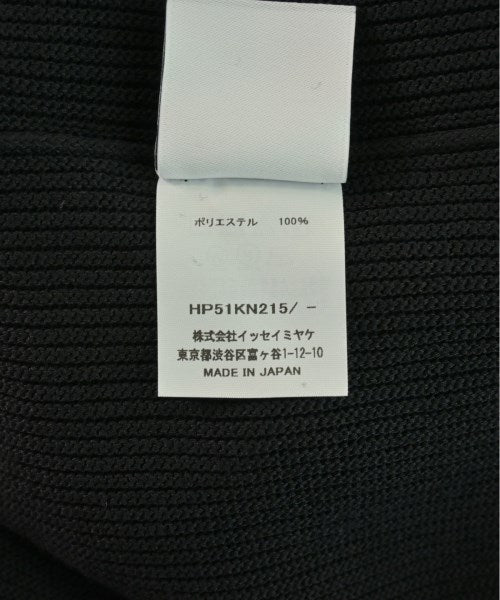 ポリエステル 100%
HP51KN215/ -
株式会社イッセイミヤケ
東京都渋谷区富ヶ谷1-12-10
MADE IN JAPAN